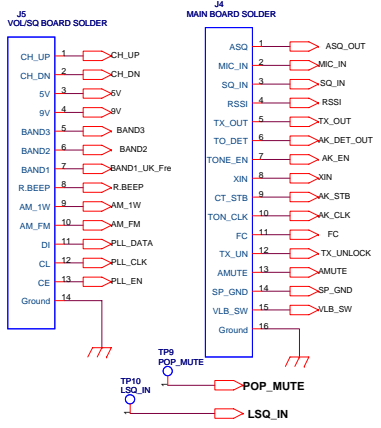 J5
VOL/SQ BOARD SOLDER
CH_UP 1 CH_UP
CH_DN 2 CH_DN
5V 3 5V
9V 4 9V
BAND3 5 BAND3
BAND2 6 BAND2
BAND1 7 BAND1_UK_Fre
R.BEEP 8 R.BEEP
AM_1W 9 AM_1W
AM_FM 10 AM_FM
DI 11 PLL_DATA
CL 12 PLL_CLK
CE 13 PLL_EN
Ground 14
J4
MAIN BOARD SOLDER
ASQ 1 ASQ_OUT
MIC_IN 2 MIC_IN
SQ_IN 3 SQ_IN
RSSI 4 RSSI
TX_OUT 5 TX_OUT
TO_DET 6 AK_DET_OUT
TONE_EN 7 AK_EN
XIN 8 XIN
CT_STB 9 AK_STB
TON_CLK 10 AK_CLK
FC 11 FC
TX_UN 12 TX_UNLOCK
AMUTE 13 AMUTE
SP_GND 14 SP_GND
VLB_SW 15 VLB_SW
Ground 16
TP9
POP_MUTE
POP_MUTE
TP10
LSQ_IN
LSQ_IN